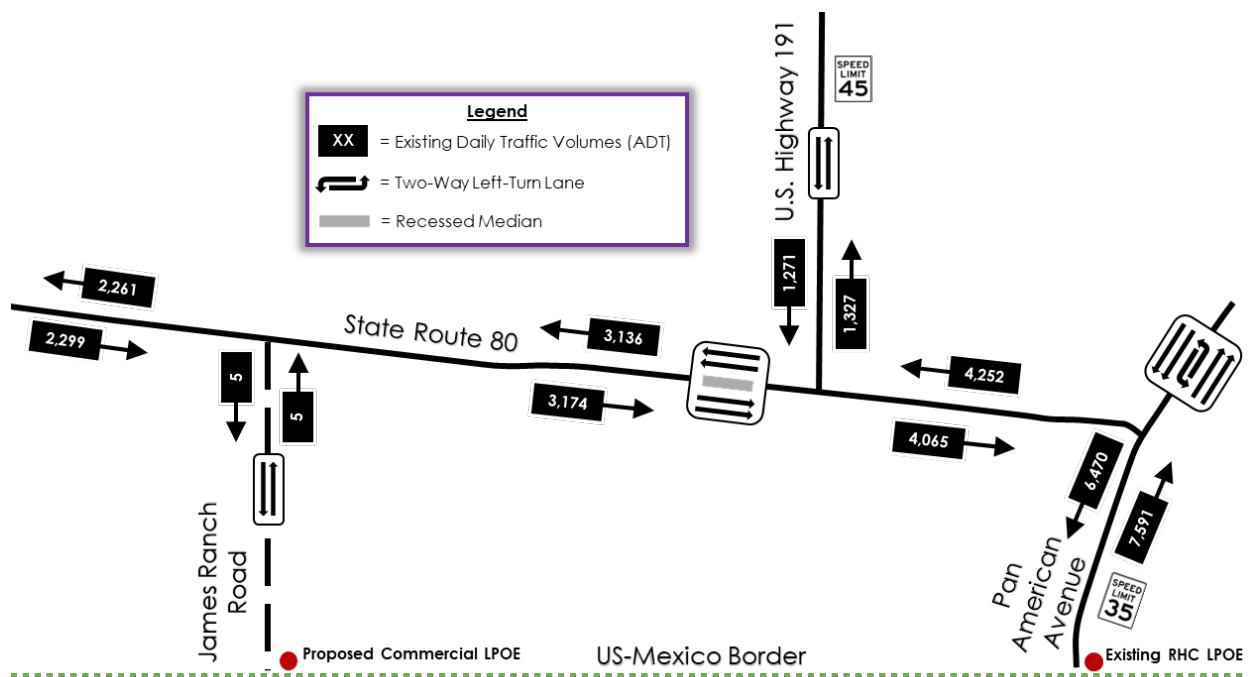 U.S. Highway 191
SPEED
LIMIT
45
Legend
XX = Existing Daily Traffic Volumes (ADT)
= Two-Way Left-Turn Lane
= Recessed Median
1,271
1,327
2,261
2,299
State Route 80
3,136
3,174
4,252
4,065
5
5
6,470
7,591
James Ranch
Road
Pan
American
Avenue
SPEED
LIMIT
35
Proposed Commercial LPOE
US-Mexico Border
Existing RHC LPOE